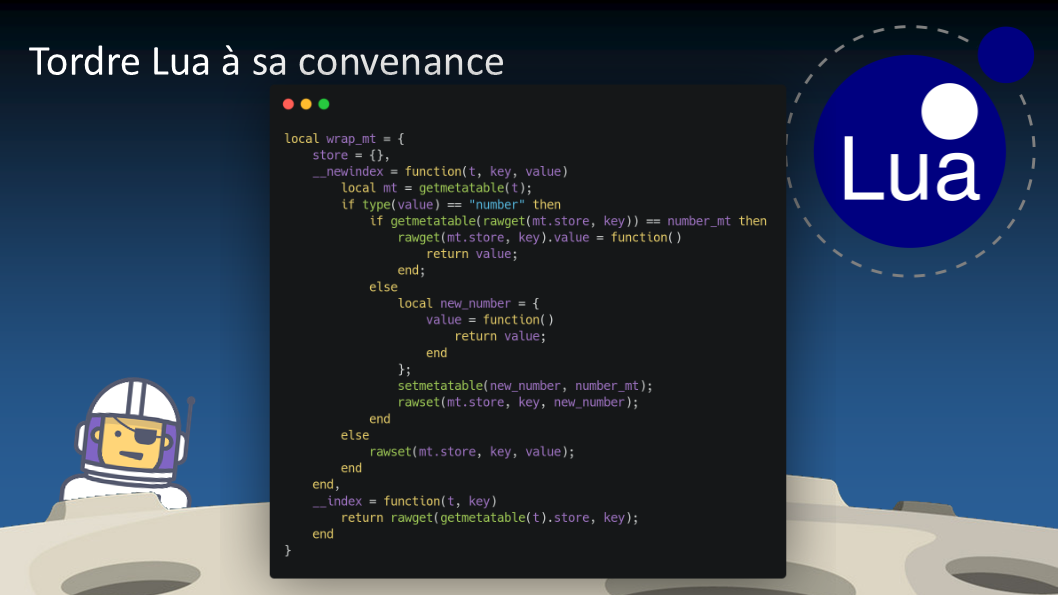 Tordre Lua à sa convenance
Lua
local wrap_mt = {
    store = {},
    __newindex = function(t, key, value)
        local mt = getmetatable(t);
        if type(value) == "number" then
            if getmetatable(rawget(mt.store, key)) == number_mt then
                rawget(mt.store, key).value = function()
                    return value;
                end;
            else
                local new_number = {
                    value = function()
                        return value;
                    end
                };
                setmetatable(new_number, number_mt);
                rawset(mt.store, key, new_number);
            end
        else
            rawset(mt.store, key, value);
        end
    end,
    __index = function(t, key)
        return rawget(getmetatable(t).store, key);
    end
}